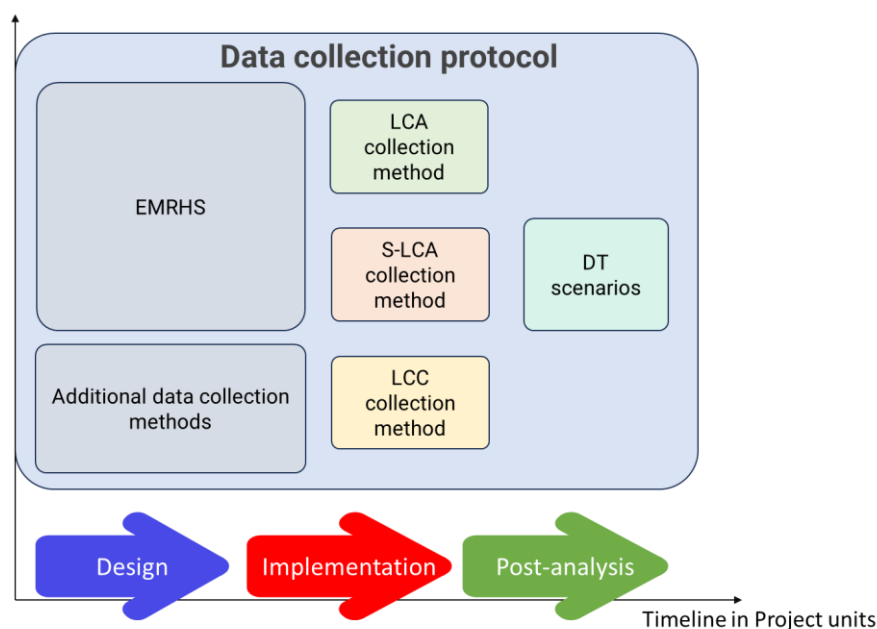 Data collection protocol
EMRHS
Additional data collection
methods
LCA
collection
method
S-LCA
collection
method
LCC
collection
method
DT
scenarios
Design
Implementation
Post-analysis
Timeline in Project units